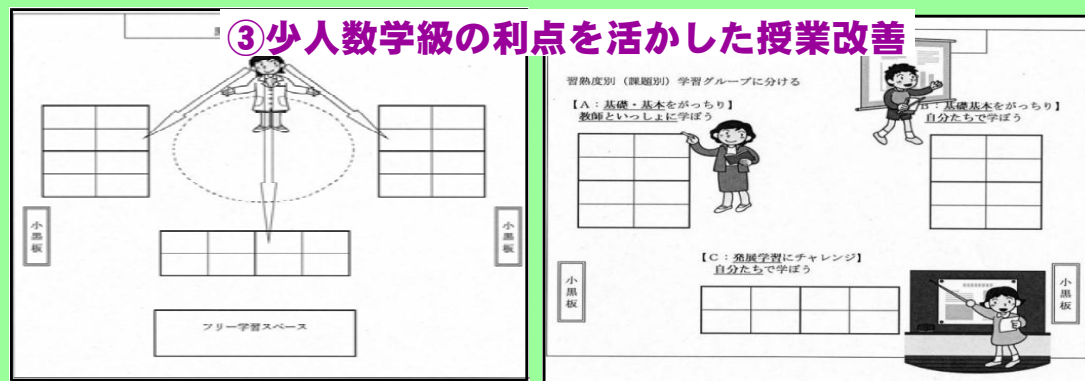 ③少人数学級の利点を活かした授業改善
小黒板
小黒板
フリー学習スペース
習熟度別（課題別）学習グループに分ける
【A：基礎・基本をがっちり】
教師といっしょに学ぼう
B：基礎基本をがっちり】
自分たちで学ぼう
【C：発展学習にチャレンジ】
自分たちで学ぼう
小黒板
小黒板